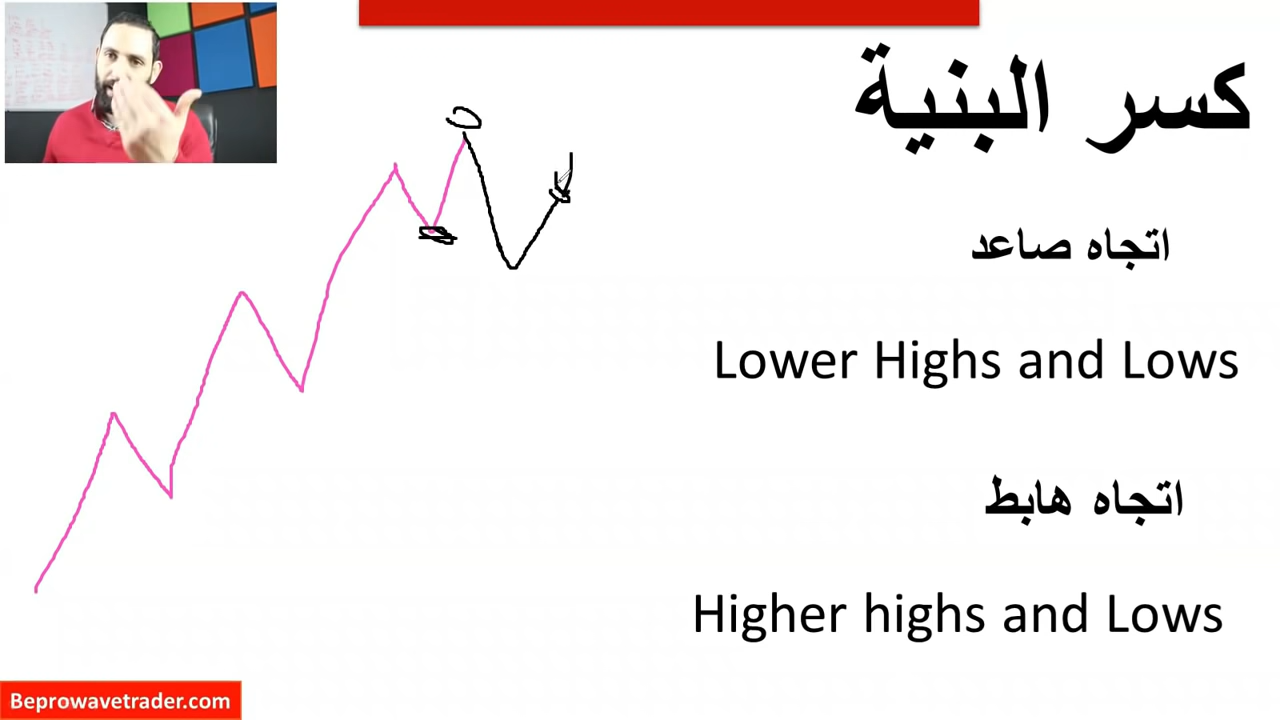 كسر البنية
اتجاه صاعد
Lower Highs and Lows
اتجاه هابط
Higher highs and Lows
Beprowavetrader.com